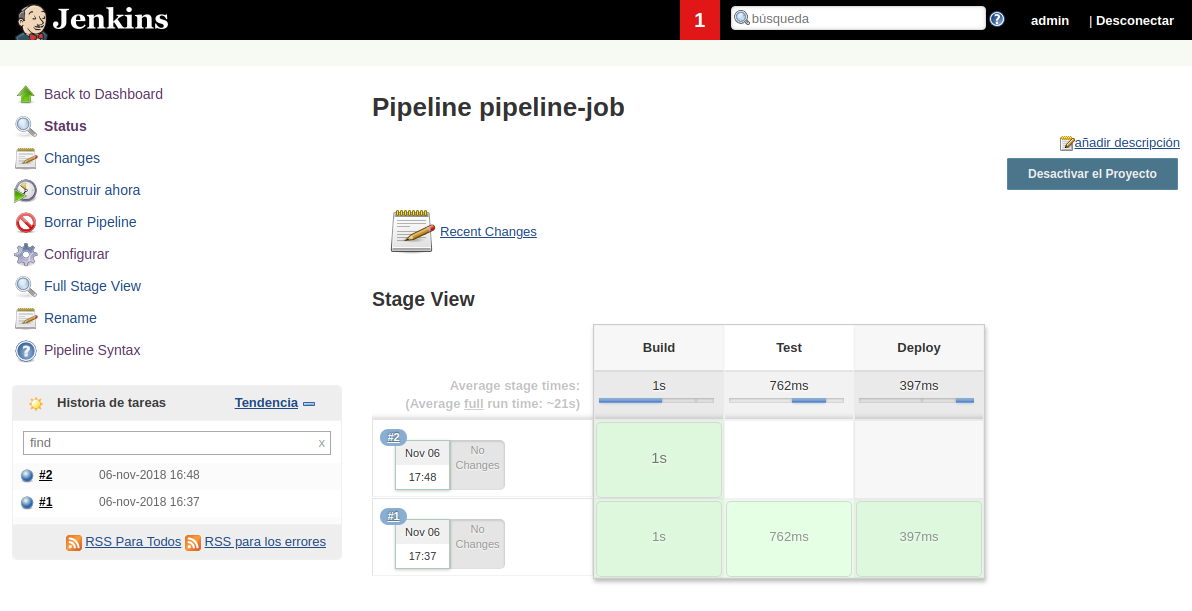 Jenkins
1
búsqueda
?
admin
| Desconectar
Back to Dashboard
Status
Changes
Construir ahora
Borrar Pipeline
Configurar
Full Stage View
Rename
? Pipeline Syntax
Historia de tareas
Tendencia
find
x
#2 06-nov-2018 16:48
#1 06-nov-2018 16:37
RSS Para Todos RSS para los errores
Pipeline pipeline-job
añadir descripción
Desactivar el Proyecto
Recent Changes
Stage View
Build Test Deploy
Average stage times:
(Average full run time: ~21s)
1s 762ms 397ms
#2
Nov 06
17:48
No
Changes
1s
#1
Nov 06
17:37
No
Changes
1s 762ms 397ms